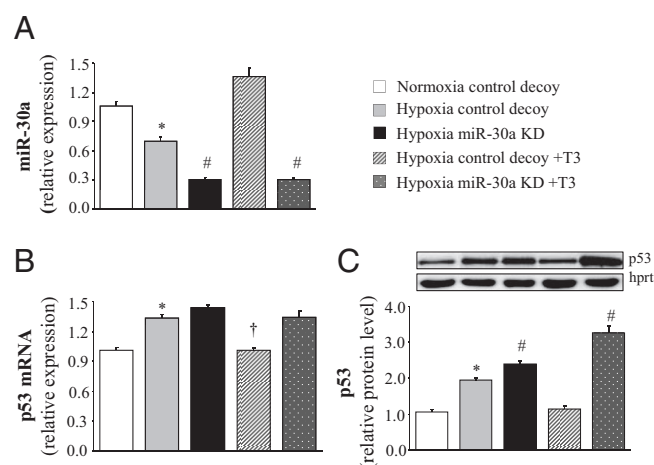 A
miR-30a
(relative expression)
1.5
1.2
0.9
0.6
0.3
0.0
*
#
#
Normoxia control decoy
Hypoxia control decoy
Hypoxia miR-30a KD
Hypoxia control decoy +T3
Hypoxia miR-30a KD +T3
B
p53 mRNA
(relative expression)
1.5
1.2
0.9
0.6
0.3
0.0
*
†
C
p53
hprt
p53
(relative protein level)
4.0
3.0
2.0
1.0
0.0
*
#
#